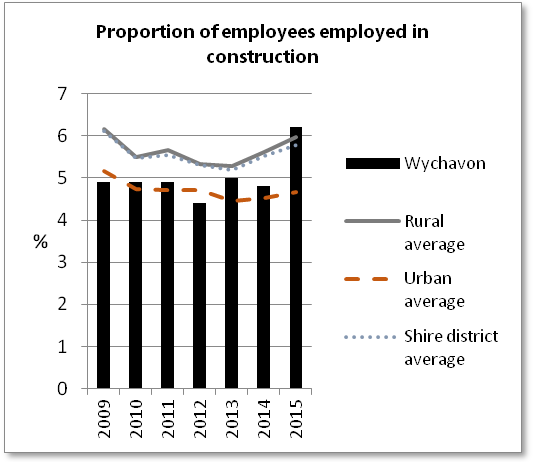 Proportion of employees employed in
construction
7
6
5
4
3
2
1
0
%
2009 2010 2011 2012 2013 2014 2015
Wychavon
Rural
average
Urban
average
Shire district
average